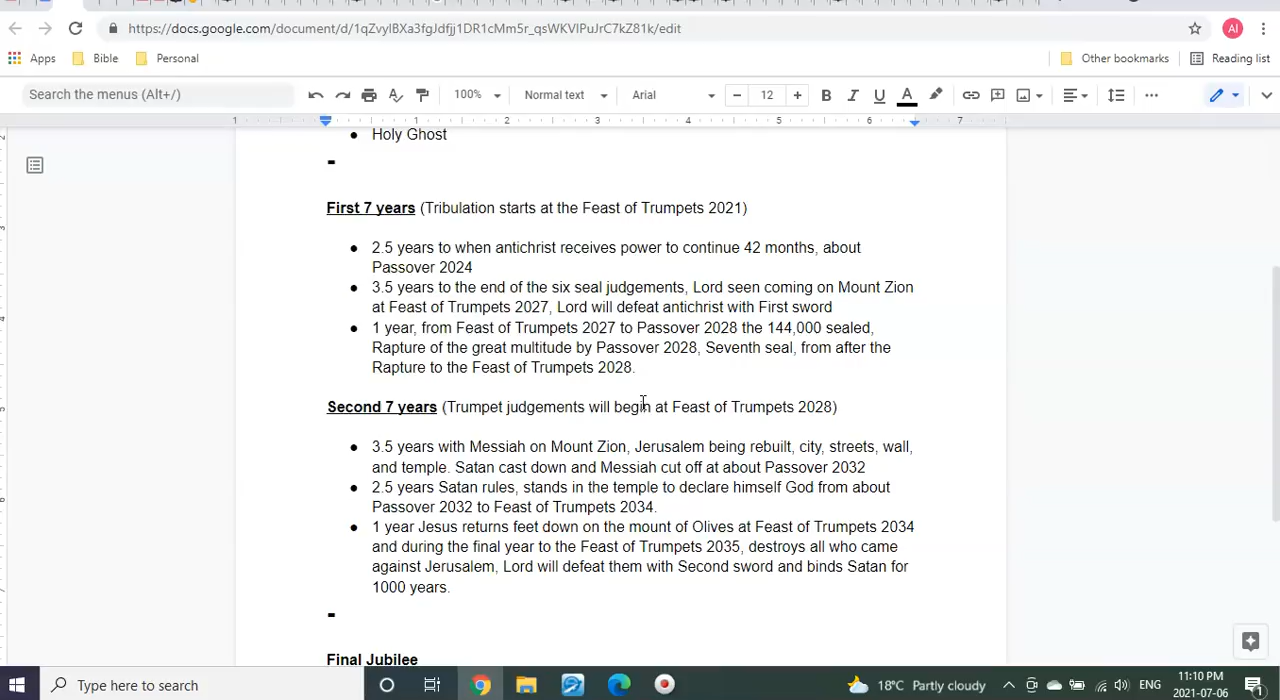 https://docs.google.com/document/d/1qZvylBXa3fgJdfjj1DR1cMm5r_qsWKVlPuJrC7kZ81k/edit
AI
Apps
Bible
Personal
Other bookmarks
Reading list
Search the menus (Alt+/)
100%
Normal text
Arial
12
1 1 2 3 4 5 6 7
Holy Ghost
First 7 years (Tribulation starts at the Feast of Trumpets 2021)
2.5 years to when antichrist receives power to continue 42 months, about
Passover 2024
3.5 years to the end of the six seal judgements, Lord seen coming on Mount Zion
at Feast of Trumpets 2027, Lord will defeat antichrist with First sword
1 year, from Feast of Trumpets 2027 to Passover 2028 the 144,000 sealed,
Rapture of the great multitude by Passover 2028, Seventh seal, from after the
Rapture to the Feast of Trumpets 2028.
Second 7 years (Trumpet judgements will begin at Feast of Trumpets 2028)
3.5 years with Messiah on Mount Zion, Jerusalem being rebuilt, city, streets, wall,
and temple. Satan cast down and Messiah cut off at about Passover 2032
2.5 years Satan rules, stands in the temple to declare himself God from about
Passover 2032 to Feast of Trumpets 2034.
1 year Jesus returns feet down on the mount of Olives at Feast of Trumpets 2034
and during the final year to the Feast of Trumpets 2035, destroys all who came
against Jerusalem, Lord will defeat them with Second sword and binds Satan for
1000 years.
Final Jubilee
Type here to search
18°C Partly cloudy
ENG
11:10 PM
2021-07-06